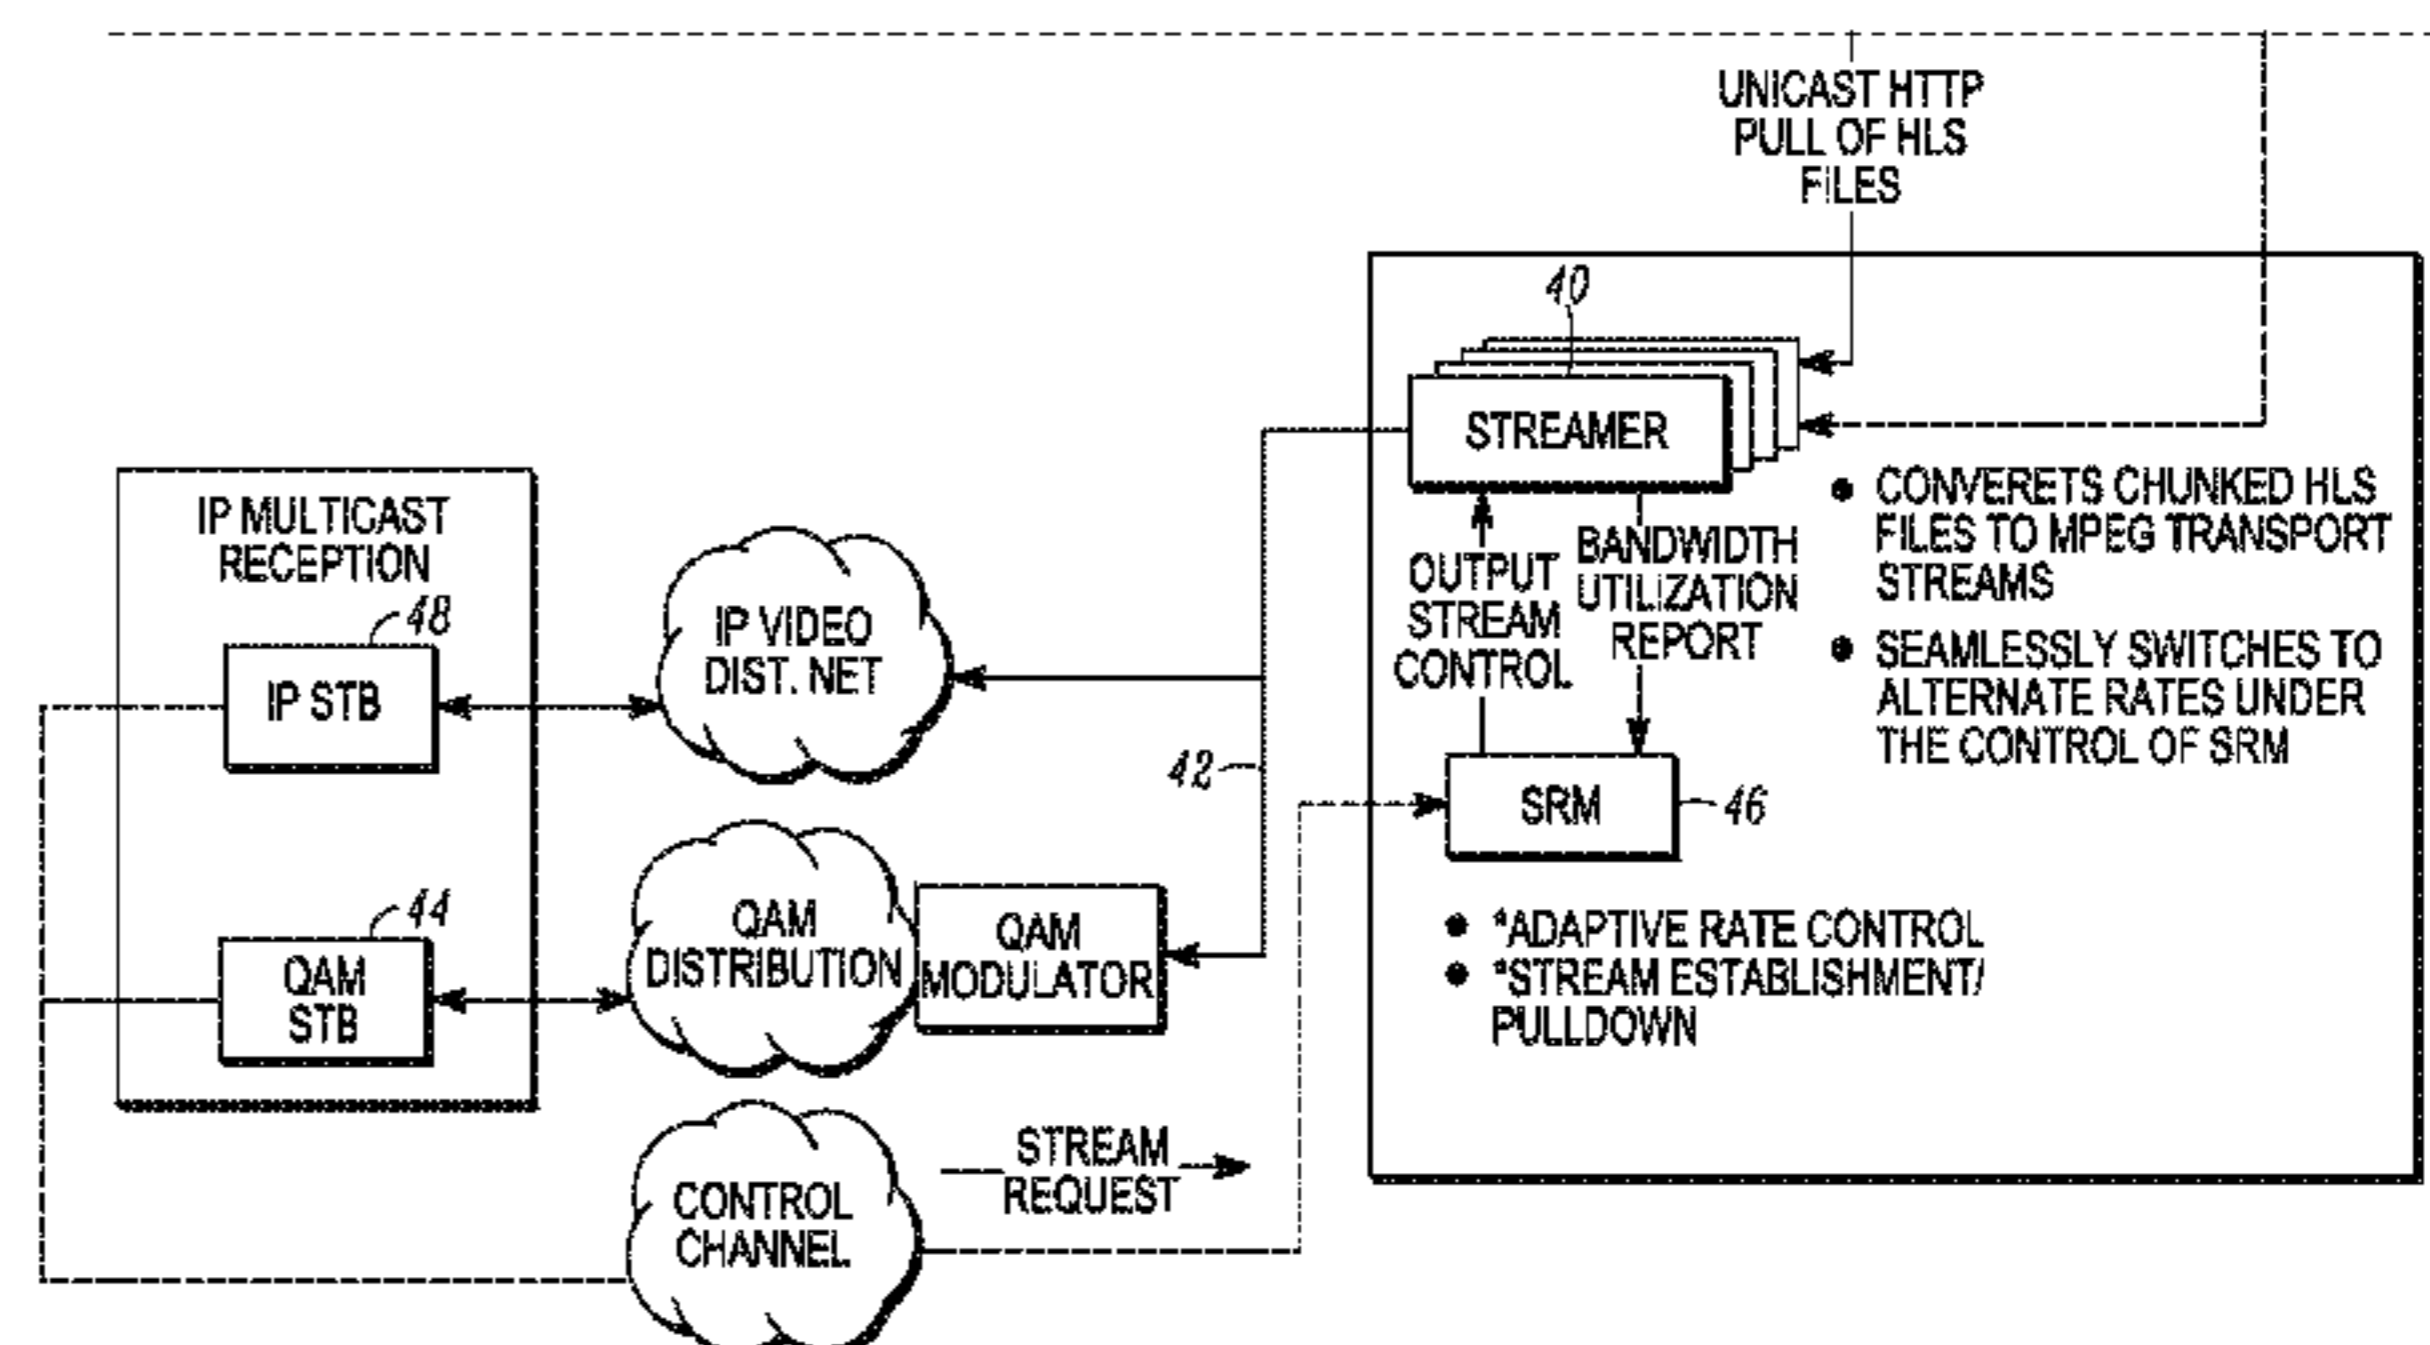 UNICAST HTTP
PULL OF HLS
FILES
40
STREAMER
CONVERETS CHUNKED HLS
FILES TO MPEG TRANSPORT
STREAMS
SEAMLESSLY SWITCHES TO
ALTERNATE RATES UNDER
THE CONTROL OF SRM
OUTPUT
STREAM
CONTROL
BANDWIDTH
UTILIZATION
REPORT
SRM
46
*ADAPTIVE RATE CONTROL
*STREAM ESTABLISHMENT/
PULLDOWN
IP MULTICAST
RECEPTION
48
IP STB
IP VIDEO
DIST. NET
42
44
QAM
STB
QAM
DISTRIBUTION
QAM
MODULATOR
STREAM
REQUEST
CONTROL
CHANNEL